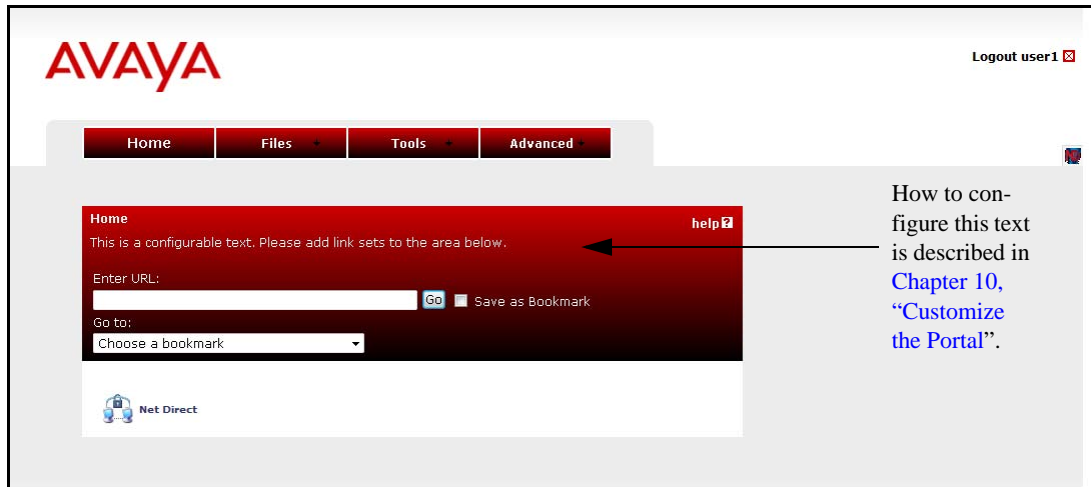 AVAYA
Logout user1
Home Files Tools Advanced
Home
help
This is a configurable text. Please add link sets to the area below.
Enter URL:
Go Save as Bookmark
Go to:
Choose a bookmark
Net Direct
How to con-
figure this text
is described in
Chapter 10,
“Customize
the Portal”.